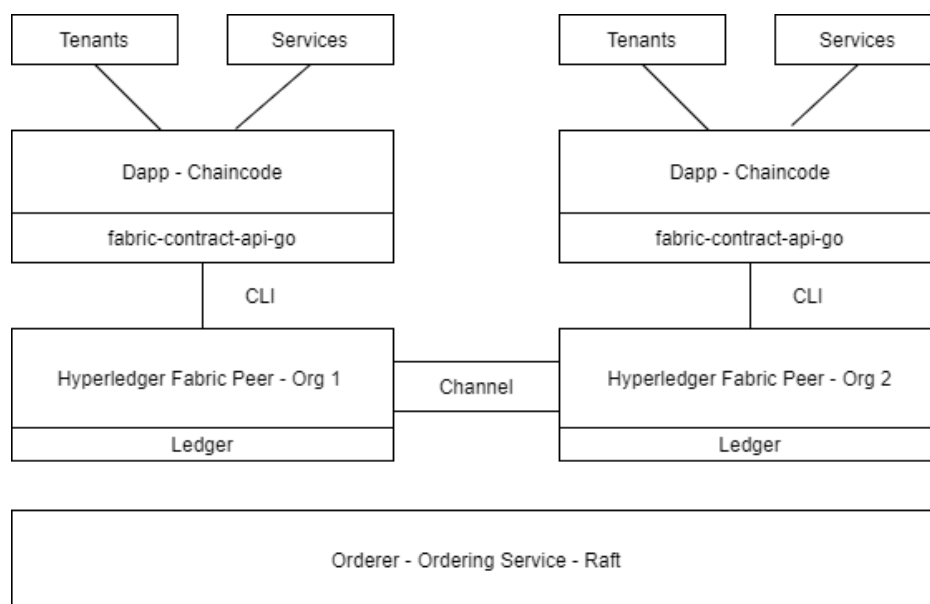 Tenants
Services
Tenants
Services
Dapp - Chaincode
Dapp - Chaincode
fabric-contract-api-go
fabric-contract-api-go
CLI
CLI
Hyperledger Fabric Peer - Org 1
Channel
Hyperledger Fabric Peer - Org 2
Ledger
Ledger
Orderer - Ordering Service - Raft